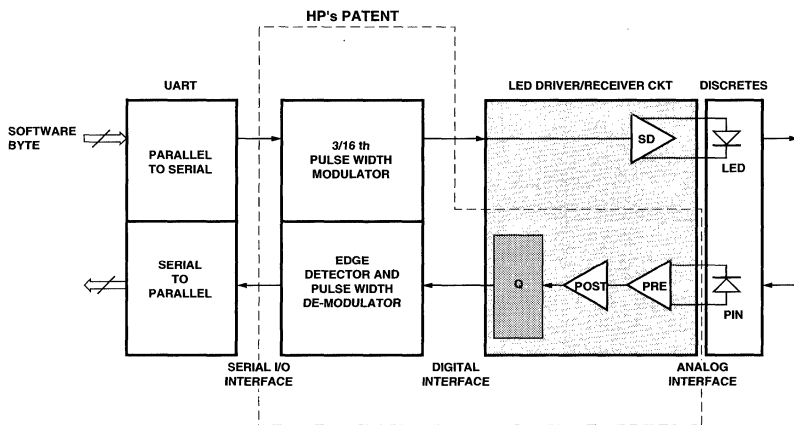 HP's PATENT
UART
LED DRIVER/RECEIVER CKT
DISCRETES
SOFTWARE
BYTE
PARALLEL
TO SERIAL
3/16 th
PULSE WIDTH
MODULATOR
SD
LED
SERIAL
TO
PARALLEL
EDGE
DETECTOR AND
PULSE WIDTH
DE-MODULATOR
Q
POST
PRE
PIN
SERIAL I/O
INTERFACE
DIGITAL
INTERFACE
ANALOG
INTERFACE